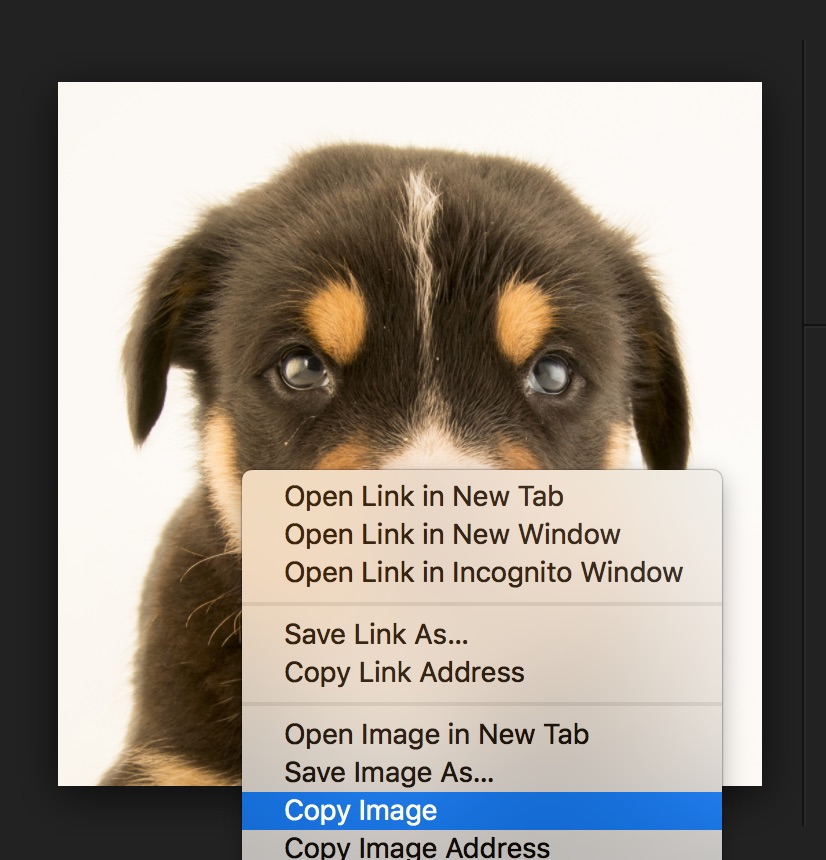 Open Link in New Tab
Open Link in New Window
Open Link in Incognito Window
Save Link As...
Copy Link Address
Open Image in New Tab
Save Image As...
Copy Image
Copy Image Address